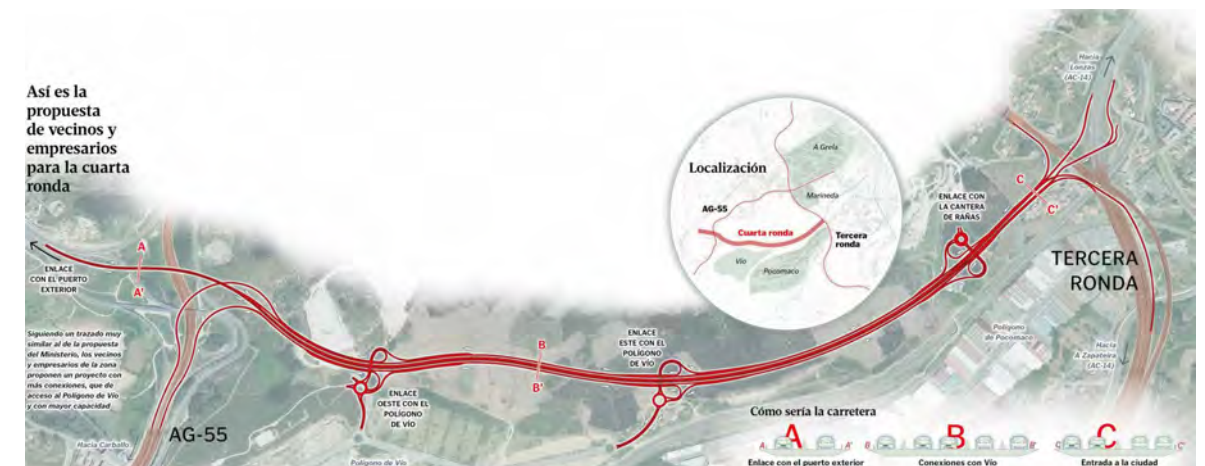 Así es la
propuesta
de vecinos y
empresarios
para la cuarta
ronda
Hacia
Lonzas
(AC-14)
Localización
A Grela
Marineda
AG-55
Cuarta ronda
Tercera
ronda
Vío
Pocomaco
ENLACE CON
LA CANTERA
DE RAÑAS
C
C'
TERCERA
RONDA
A
A'
ENLACE
CON EL PUERTO
EXTERIOR
Siguiendo un trazado muy
similar al de la propuesta
del Ministerio, los vecinos
y empresarios de la zona
proponen un proyecto con
más conexiones, que de
acceso al Polígono de Vío
y con mayor capacidad
ENLACE
OESTE CON EL
POLÍGONO
DE VÍO
B
B'
ENLACE
ESTE CON EL
POLÍGONO
DE VÍO
Polígono
de Pocomaco
Hacia
A Zapateira
(AC-14)
AG-55
Hacia Carballo
Polígono de Vío
Cómo sería la carretera
A B C
A A' B B' C C'
Enlace con el puerto exterior Conexiones con Vío Entrada a la ciudad